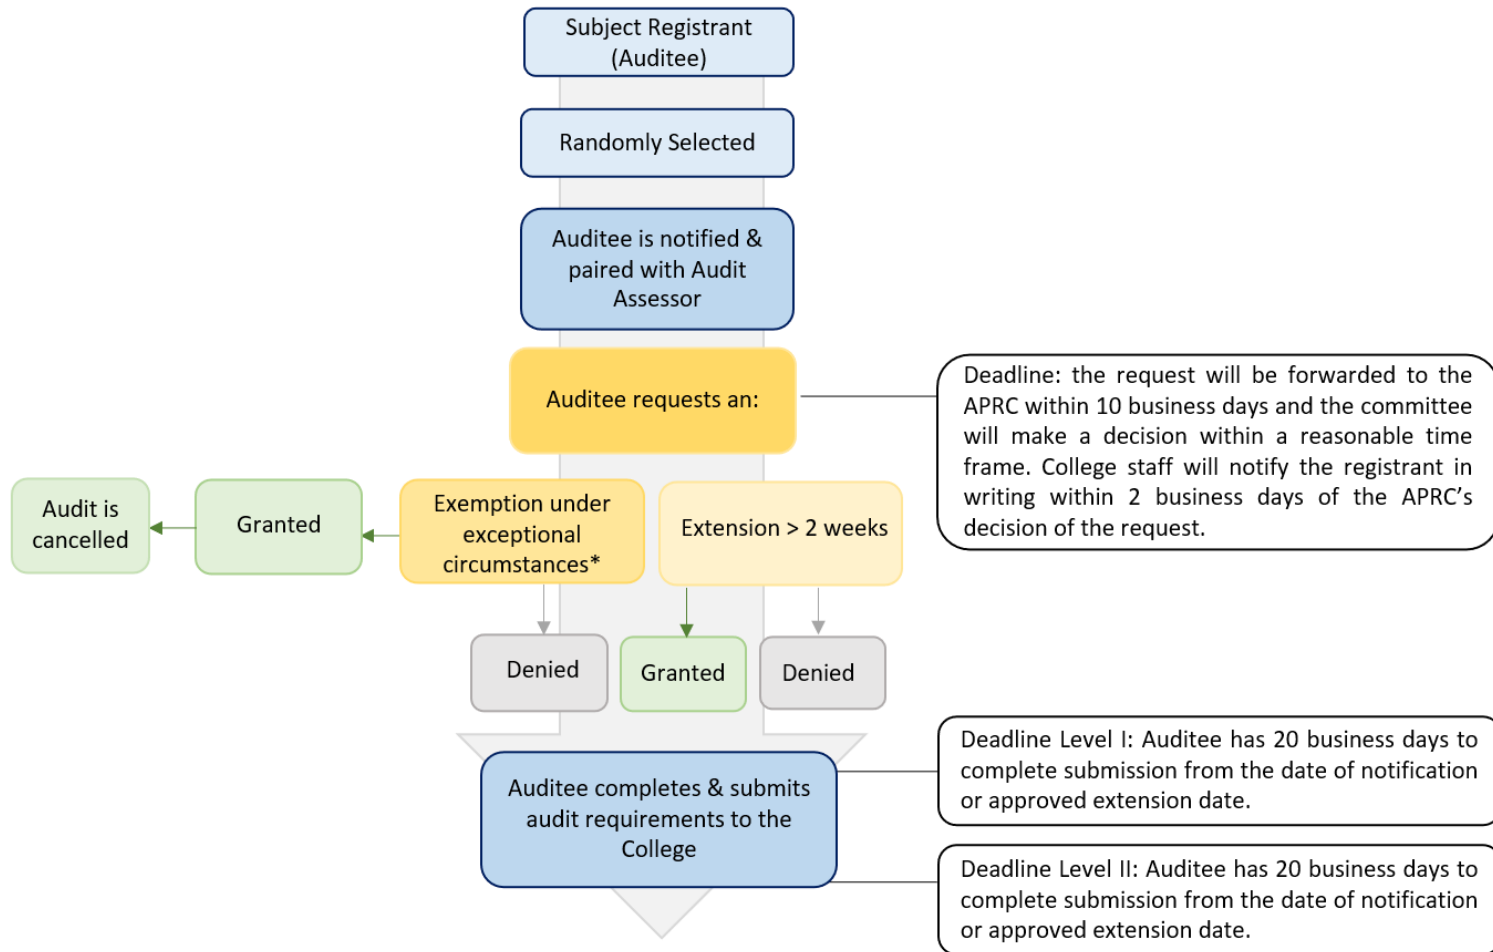 Subject Registrant
(Auditee)
Randomly Selected
Auditee is notified &
paired with Audit
Assessor
Auditee requests an:
Deadline: the request will be forwarded to the
APRC within 10 business days and the committee
will make a decision within a reasonable time
frame. College staff will notify the registrant in
writing within 2 business days of the APRC’s
decision of the request.
Audit is
cancelled
Granted
Exemption under
exceptional
circumstances*
Extension > 2 weeks
Denied
Granted
Denied
Auditee completes & submits
audit requirements to the
College
Deadline Level I: Auditee has 20 business days to
complete submission from the date of notification
or approved extension date.
Deadline Level II: Auditee has 20 business days to
complete submission from the date of notification
or approved extension date.